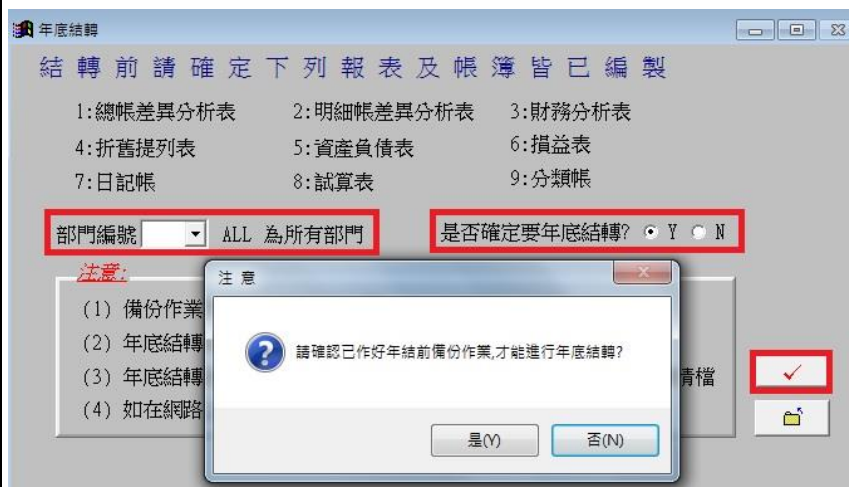 年底結轉
結轉前請確定下列報表及帳簿皆已編製
1:總帳差異分析表 2:明細帳差異分析表 3:財務分析表
4:折舊提列表 5:資產負債表 6:損益表
7:日記帳 8:試算表 9:分類帳
部門編號 ALL 為所有部門 是否確定要年底結轉? Y N
注意:
(1) 備份作業
(2) 年底結轉
(3) 年底結轉 情檔
(4) 如在網路
注 意
請確認已作好年結前備份作業,才能進行年底結轉?
是(Y) 否(N)